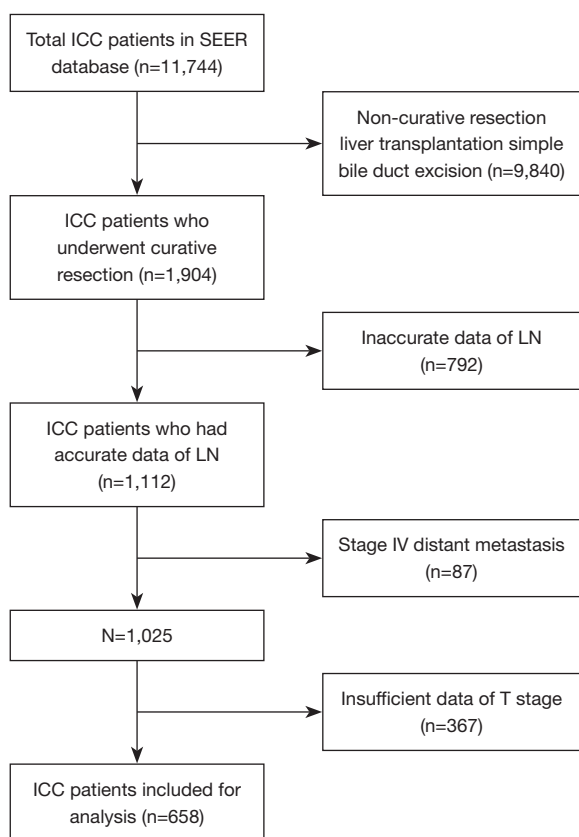 Total ICC patients in SEER
database (n=11,744)
Non-curative resection
liver transplantation simple
bile duct excision (n=9,840)
ICC patients who
underwent curative
resection (n=1,904)
Inaccurate data of LN
(n=792)
ICC patients who had
accurate data of LN
(n=1,112)
Stage IV distant metastasis
(n=87)
N=1,025
Insufficient data of T stage
(n=367)
ICC patients included for
analysis (n=658)